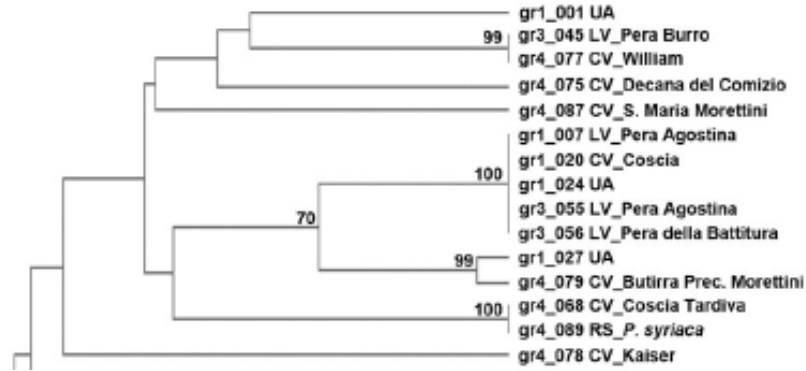 gr1_001 UA
99 gr3_045 LV_Pera Burro
gr4_077 CV_William
gr4_075 CV_Decana del Comizio
gr4_087 CV_S. Maria Morettini
gr1_007 LV_Pera Agostina
gr1_020 CV_Coscia
100 gr1_024 UA
gr3_055 LV_Pera Agostina
70 gr3_056 LV_Pera della Battitura
99 gr1_027 UA
gr4_079 CV_Butirra Prec. Morettini
100 gr4_068 CV_Coscia Tardiva
gr4_089 RS_P. syriaca
gr4_078 CV_Kaiser